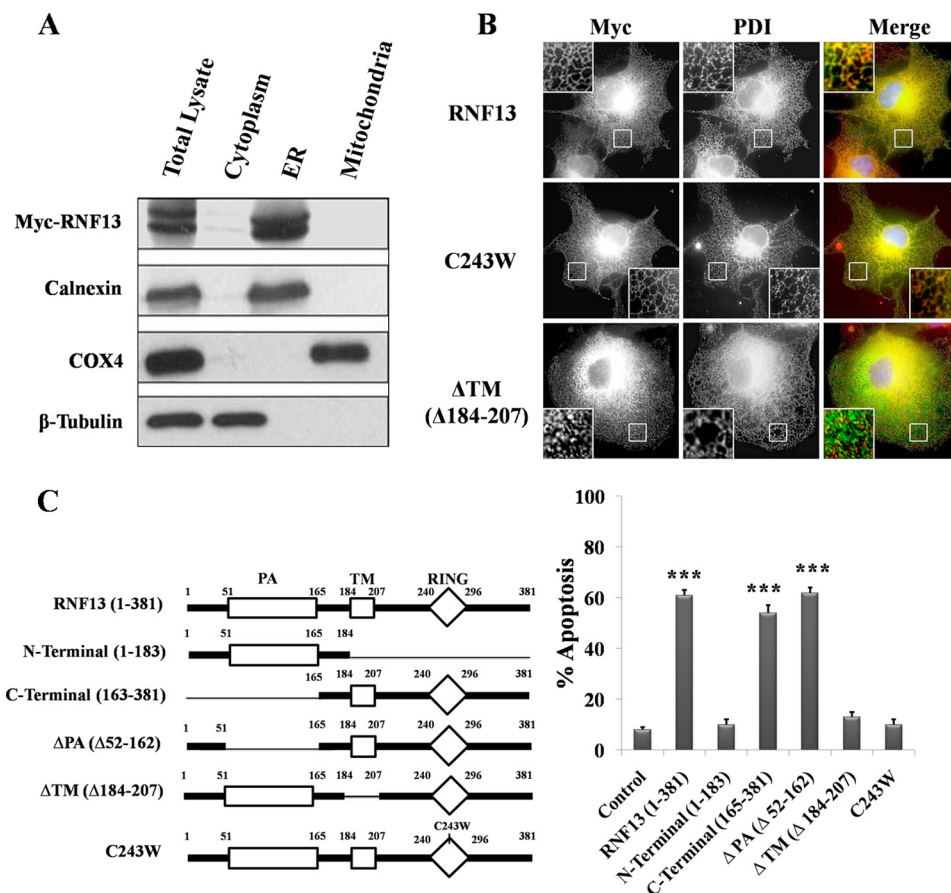 A
Total Lysate
Cytoplasm
ER
Mitochondria
Myc-RNF13
Calnexin
COX4
β-Tubulin
B
Myc PDI Merge
RNF13
C243W
ΔTM
(Δ184-207)
C
PA TM RING
1 51 165 184 207 240 296 381
RNF13 (1-381)
1 51 165 184
N-Terminal (1-183)
165 184 207 240 296 381
C-Terminal (163-381)
1 51 165 184 207 240 296 381
ΔPA (Δ52-162)
1 51 165 184 207 240 296 381
ΔTM (Δ184-207)
C243W
1 51 165 184 207 240 296 381
C243W
% Apoptosis
100
80
60
40
20
0
***
***
***
Control
RNF13 (1-381)
N-Terminal (1-183)
C-Terminal (165-381)
Δ PA (Δ 52-162)
Δ TM (Δ 184-207)
C243W